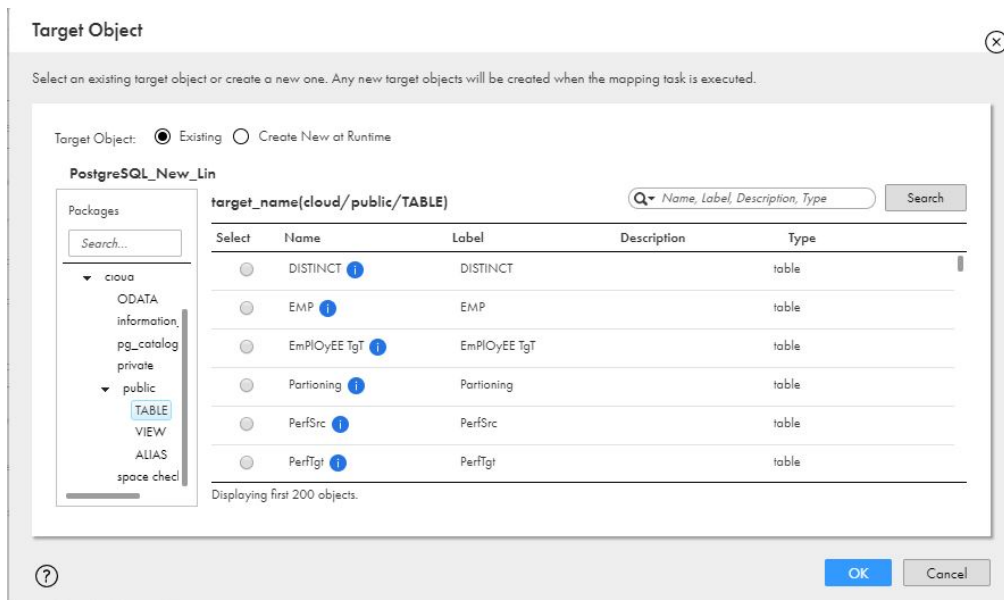 Target Object
Select an existing target object or create a new one. Any new target objects will be created when the mapping task is executed.
Target Object: Existing Create New at Runtime
PostgreSQL_New_Lin
Packages
Search...
cloud
ODATA
information_
pg_catalog
private
public
TABLE
VIEW
ALIAS
space checl
target_name(cloud/public/TABLE)
Name, Label, Description, Type
Search
Select Name Label Description Type
DISTINCT i DISTINCT table
EMP i EMP table
EmPlOyEE TgT i EmPlOyEE TgT table
Partioning i Partioning table
PerfSrc i PerfSrc table
PerfTgt i PerfTgt table
Displaying first 200 objects.
?
OK
Cancel